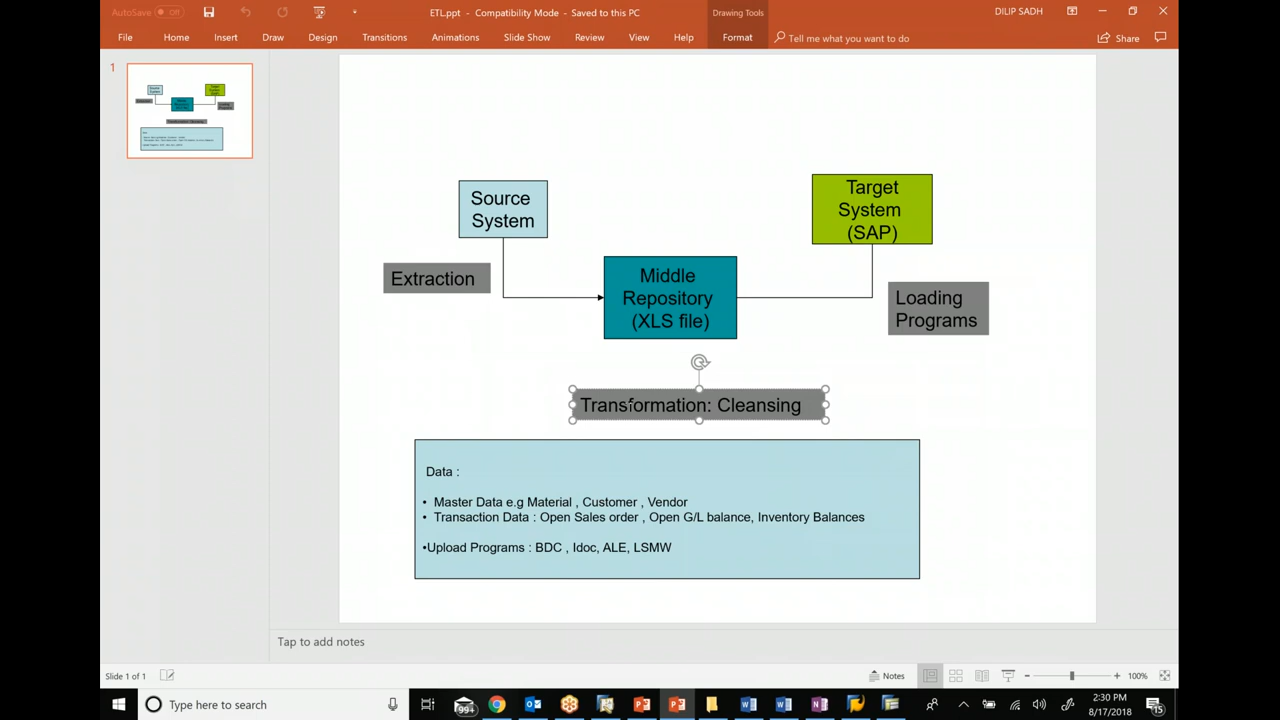 AutoSave Off
ETL.ppt - Compatibility Mode - Saved to this PC
Drawing Tools
DILIP SADH
File Home Insert Draw Design Transitions Animations Slide Show Review View Help Format Tell me what you want to do Share
1
Source
System
Target
System
(SAP)
Extraction
Middle
Repository
(XLS file)
Loading
Programs
Transformation: Cleansing
Data :
• Master Data e.g Material , Customer , Vendor
• Transaction Data : Open Sales order , Open G/L balance, Inventory Balances
•Upload Programs : BDC , Idoc, ALE, LSMW
Tap to add notes
Slide 1 of 1
Notes
100%
Type here to search
99+
2:30 PM
8/17/2018